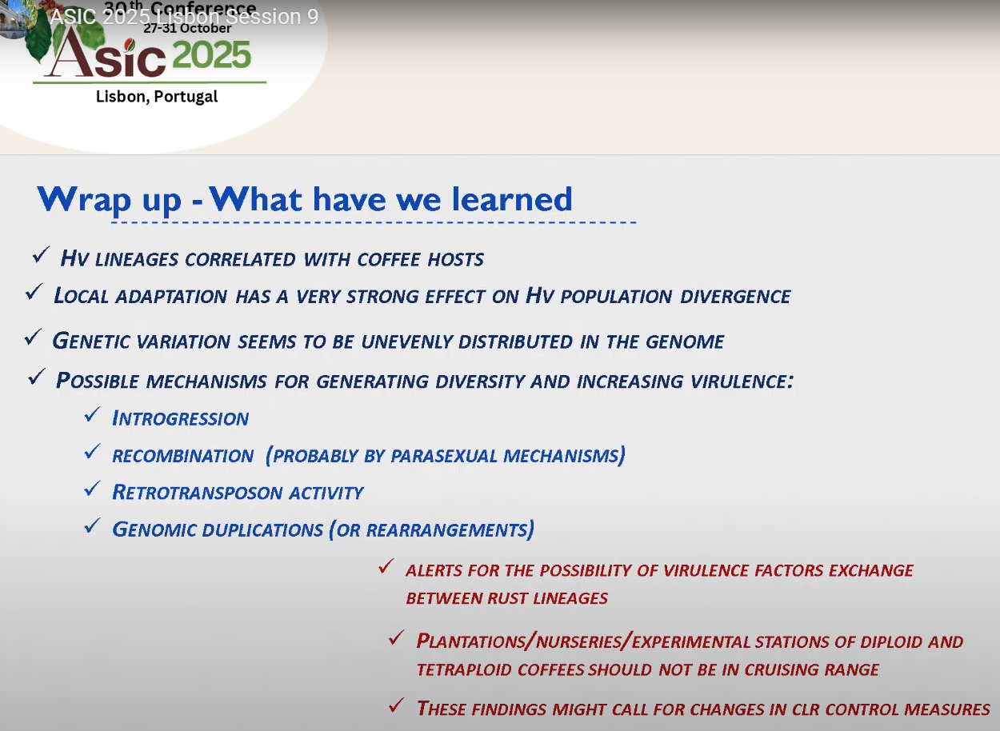 ASIC 2025 Lisbon Session 9
30th Conference
27-31 October
Asic 2025
Lisbon, Portugal
Wrap up - What have we learned
✓ HV LINEAGES CORRELATED WITH COFFEE HOSTS
✓ LOCAL ADAPTATION HAS A VERY STRONG EFFECT ON HV POPULATION DIVERGENCE
✓ GENETIC VARIATION SEEMS TO BE UNEVENLY DISTRIBUTED IN THE GENOME
✓ POSSIBLE MECHANISMS FOR GENERATING DIVERSITY AND INCREASING VIRULENCE:
✓ INTROGRESSION
✓ RECOMBINATION (PROBABLY BY PARASEXUAL MECHANISMS)
✓ RETROTRANSPOSON ACTIVITY
✓ GENOMIC DUPLICATIONS (OR REARRANGEMENTS)
✓ ALERTS FOR THE POSSIBILITY OF VIRULENCE FACTORS EXCHANGE
BETWEEN RUST LINEAGES
✓ PLANTATIONS/NURSERIES/EXPERIMENTAL STATIONS OF DIPLOID AND
TETRAPLOID COFFEES SHOULD NOT BE IN CRUISING RANGE
✓ THESE FINDINGS MIGHT CALL FOR CHANGES IN CLR CONTROL MEASURES